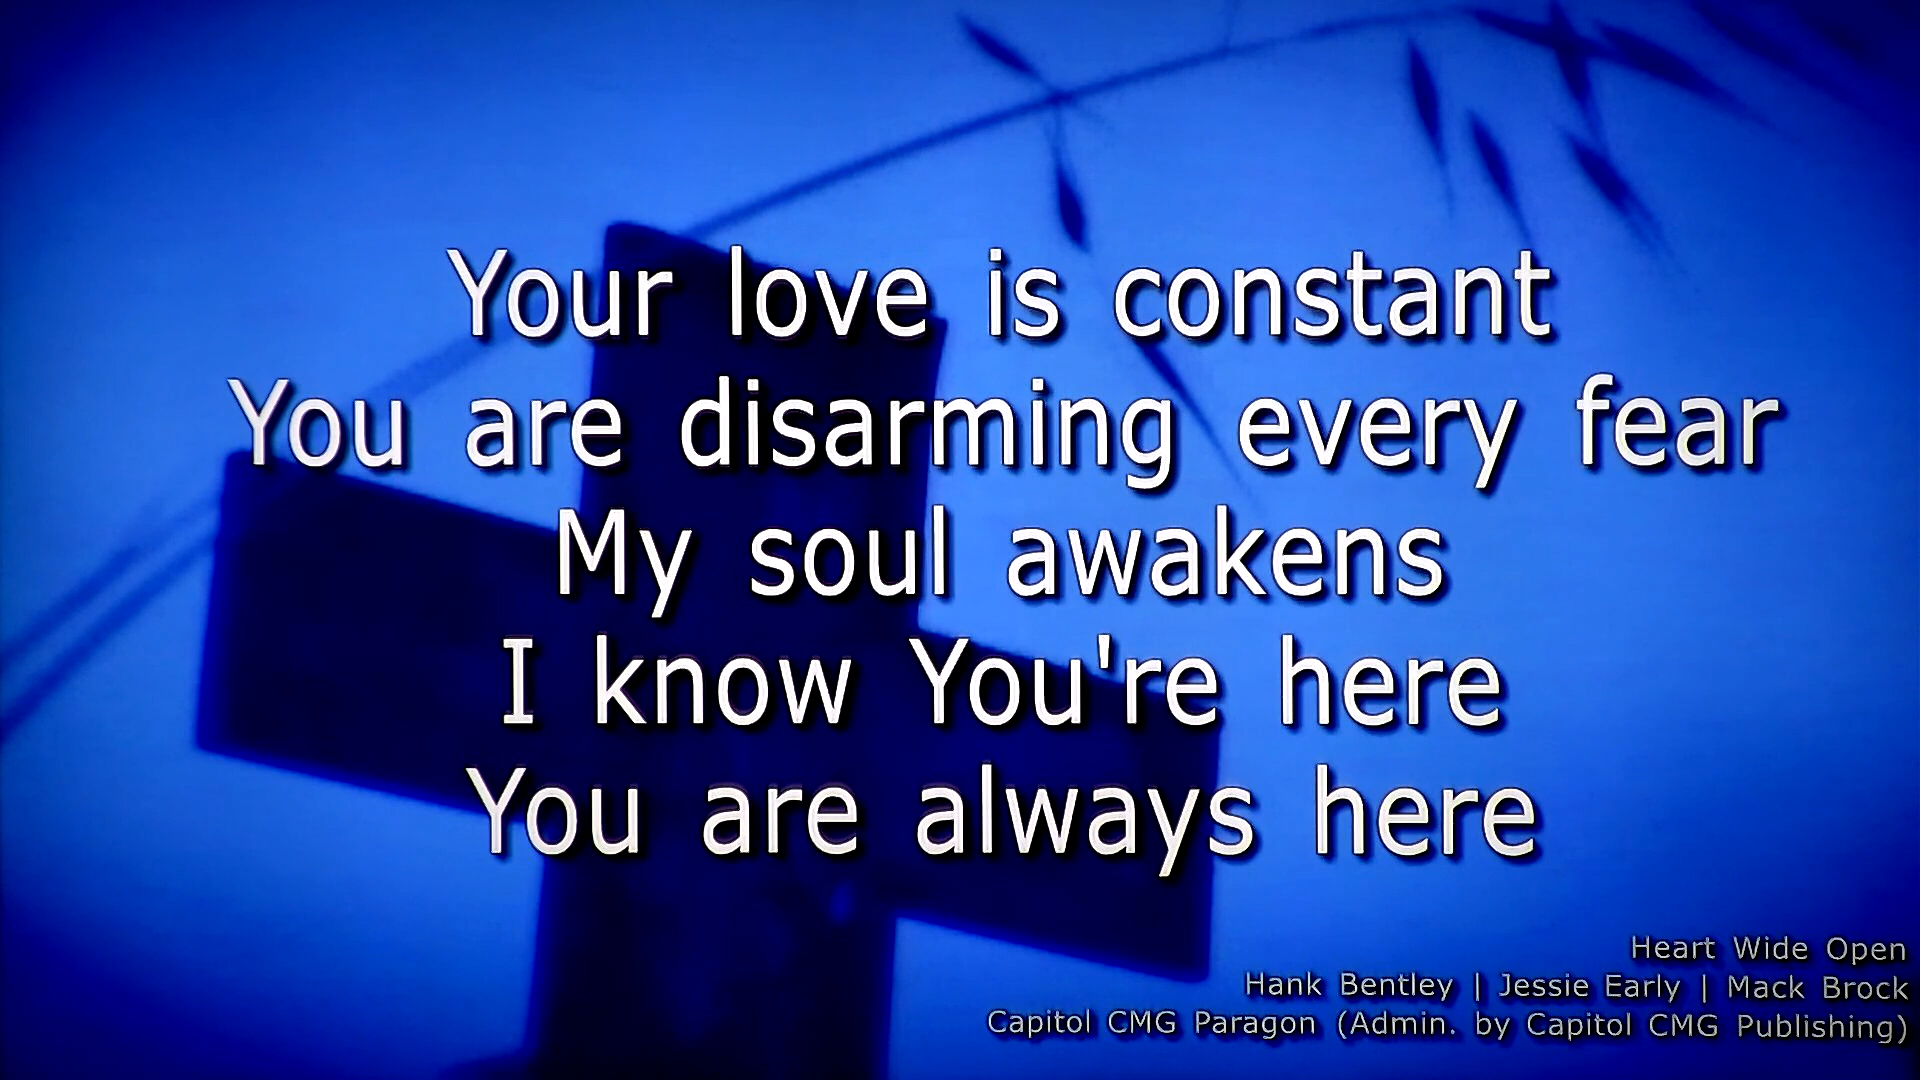 Your love is constant
You are disarming every fear
My soul awakens
I know You're here
You are always here
Heart Wide Open
Hank Bentley | Jessie Early | Mack Brock
Capitol CMG Paragon (Admin. by Capitol CMG Publishing)